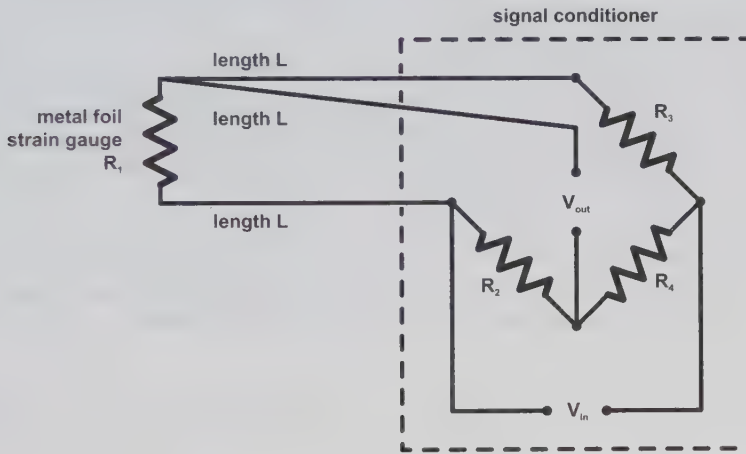 signal conditioner
length L
length L
metal foil
strain gauge
R₁
length L
R₃
Vout
R₂
R₄
Vin